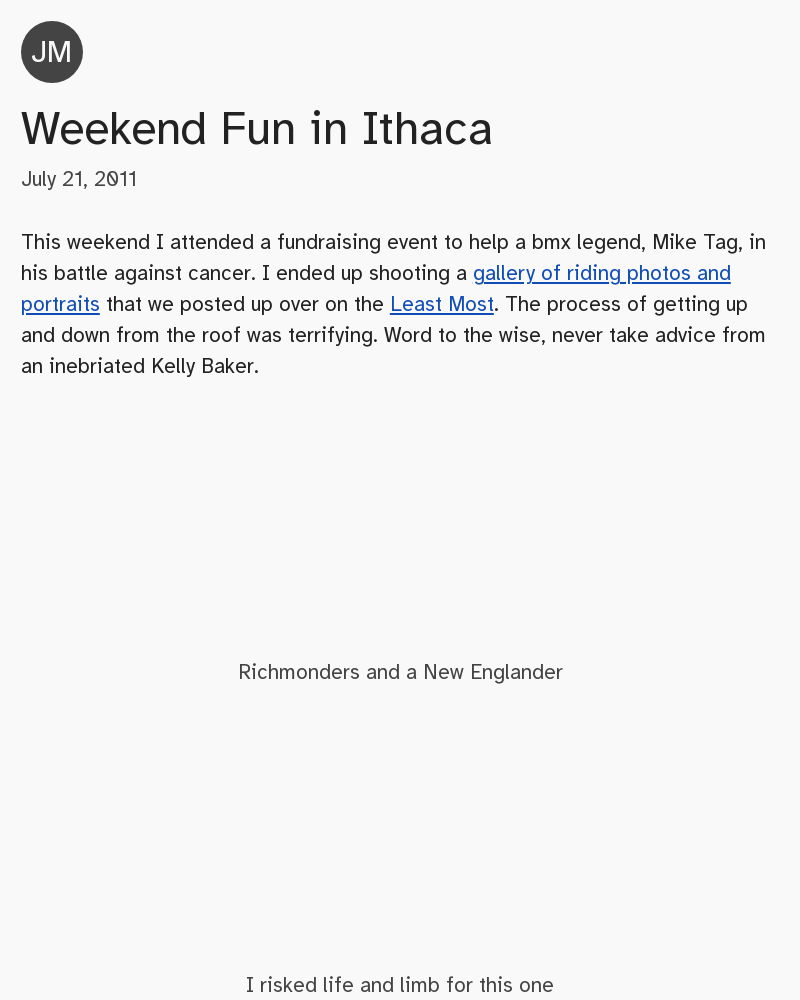 JM
Weekend Fun in Ithaca
July 21, 2011
This weekend I attended a fundraising event to help a bmx legend, Mike Tag, in
his battle against cancer. I ended up shooting a gallery of riding photos and
portraits that we posted up over on the Least Most. The process of getting up
and down from the roof was terrifying. Word to the wise, never take advice from
an inebriated Kelly Baker.
Richmonders and a New Englander
I risked life and limb for this one